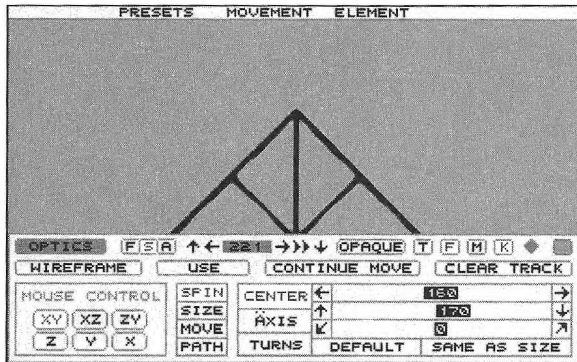 PRESETS MOVEMENT ELEMENT
OPTICS F S A ↑ ← 221 → »» ↓ OPAQUE T F M K
WIREFRAME USE CONTINUE MOVE CLEAR TRACK
MOUSE CONTROL
XY XZ ZY
Z Y X
SPIN
SIZE
MOVE
PATH
CENTER ← 160 →
ÄXIS ↑ 170 ↓
↙ 0 ↗
TURNS DEFAULT SAME AS SIZE